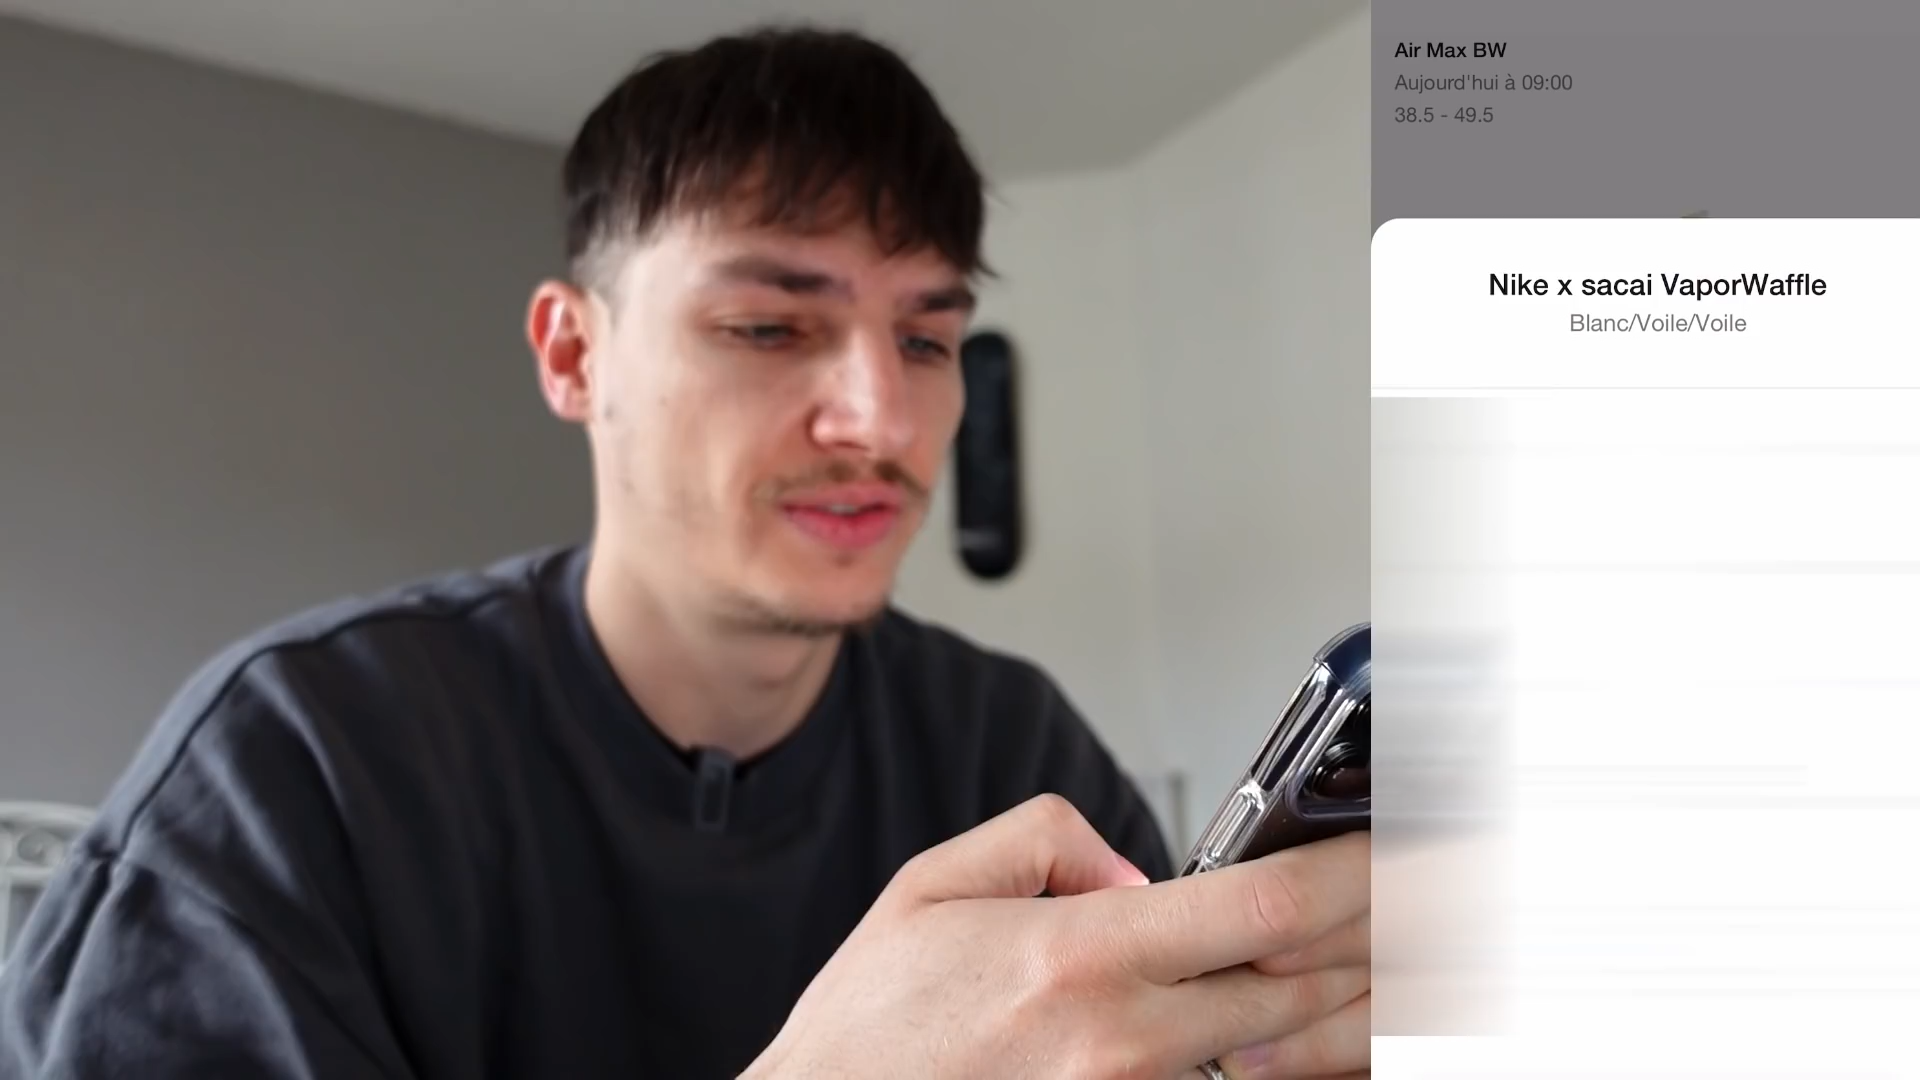 Air Max BW
Aujourd'hui à 09:00
38.5 - 49.5
Nike x sacai VaporWaffle
Blanc/Voile/Voile